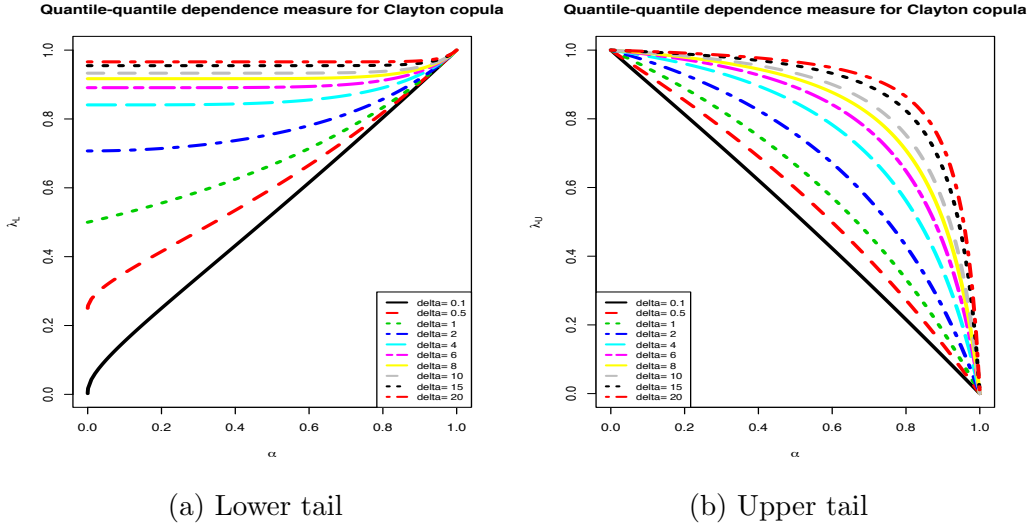 Quantile-quantile dependence measure for Clayton copula
λL
1.0
0.8
0.6
0.4
0.2
0.0
delta= 0.1
delta= 0.5
delta= 1
delta= 2
delta= 4
delta= 6
delta= 8
delta= 10
delta= 15
delta= 20
0.0 0.2 0.4 0.6 0.8 1.0
α
(a) Lower tail
Quantile-quantile dependence measure for Clayton copula
λU
1.0
0.8
0.6
0.4
0.2
0.0
delta= 0.1
delta= 0.5
delta= 1
delta= 2
delta= 4
delta= 6
delta= 8
delta= 10
delta= 15
delta= 20
0.0 0.2 0.4 0.6 0.8 1.0
α
(b) Upper tail